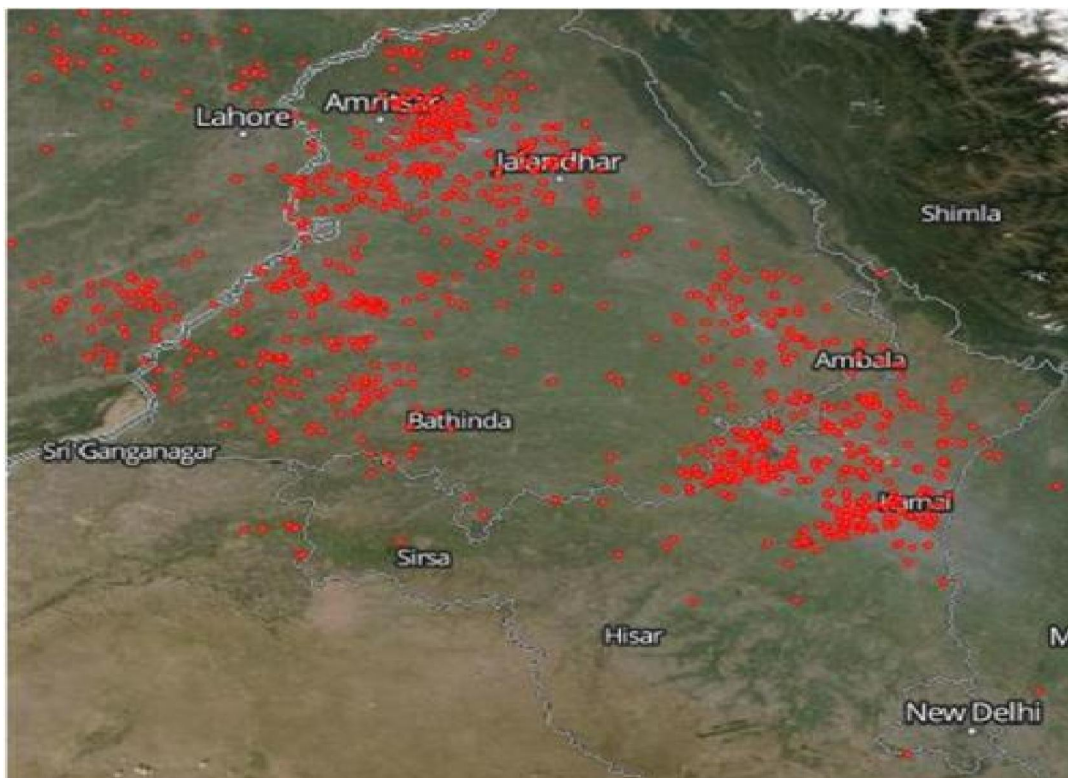 Amritsar
Lahore
Jalandhar
Shimla
Ambala
Bathinda
Sri Ganganagar
Karnal
Sirsa
Hisar
M
New Delhi